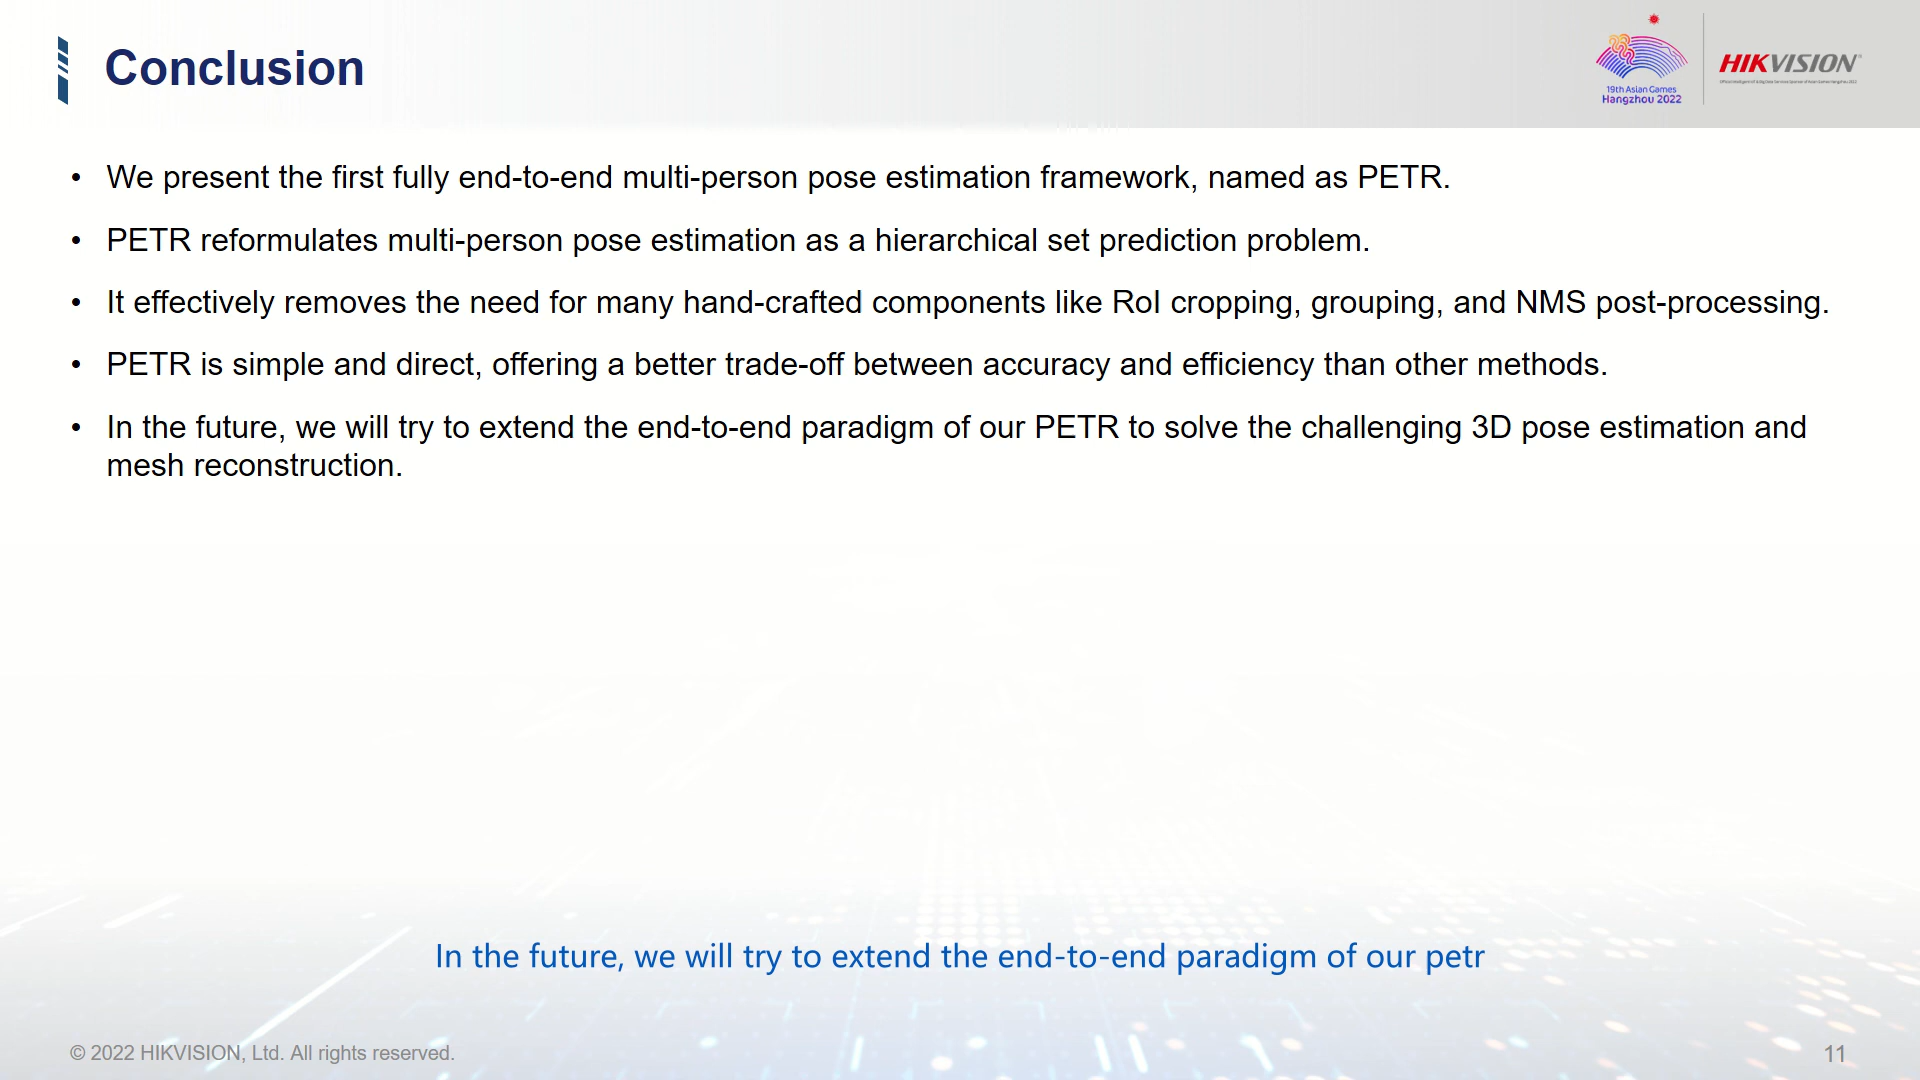 Conclusion
19th Asian Games
Hangzhou 2022
HIKVISION
• We present the first fully end-to-end multi-person pose estimation framework, named as PETR.
• PETR reformulates multi-person pose estimation as a hierarchical set prediction problem.
• It effectively removes the need for many hand-crafted components like RoI cropping, grouping, and NMS post-processing.
• PETR is simple and direct, offering a better trade-off between accuracy and efficiency than other methods.
• In the future, we will try to extend the end-to-end paradigm of our PETR to solve the challenging 3D pose estimation and
mesh reconstruction.
In the future, we will try to extend the end-to-end paradigm of our petr
© 2022 HIKVISION, Ltd. All rights reserved.
11